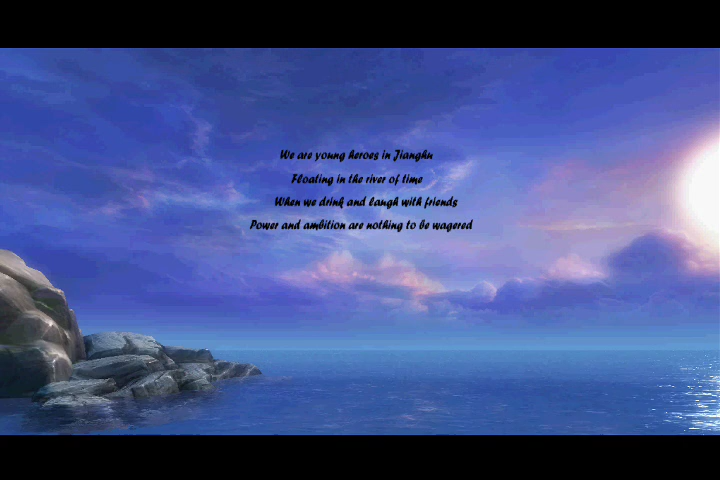 We are young heroes in Jianghu
Floating in the river of time
When we drink and laugh with friends
Power and ambition are nothing to be wagered